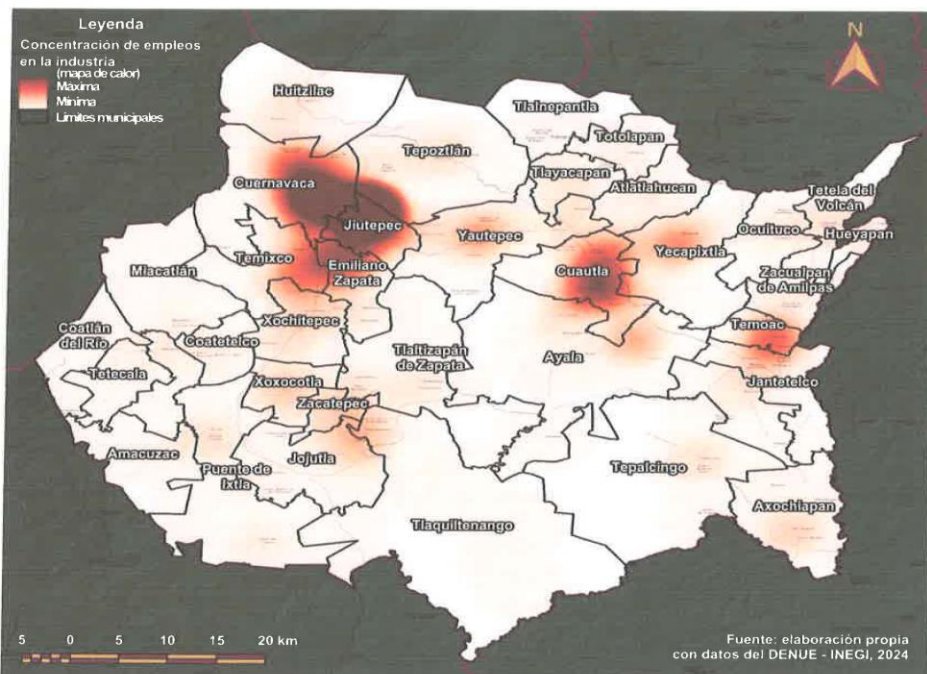 Leyenda
Concentración de empleos
en la industria
(mapa de calor)
Máxima
Mínima
Límites municipales
N
Huitzilac
Tlalnepantla
Totolapan
Tepoztlán
Tlayacapan
Atlatlahucan
Cuernavaca
Tetela del
Volcán
Jiutepec
Yautepec
Yecapixtla
Ocuituco
Hueyapan
Temixco
Emiliano
Zapata
Cuautla
Zacualpan
de Amilpas
Miacatlán
Xochitepec
Temoac
Coatlán
del Río
Coatetelco
Tlaltizapán
de Zapata
Ayala
Tetecala
Xoxocotla
Jantetelco
Zacatepec
Amacuzac
Puente de
Ixtla
Jojutla
Tepalcingo
Axochiapan
Tlaquiltenango
5 0 5 10 15 20 km
Fuente: elaboración propia
con datos del DENUE - INEGI, 2024